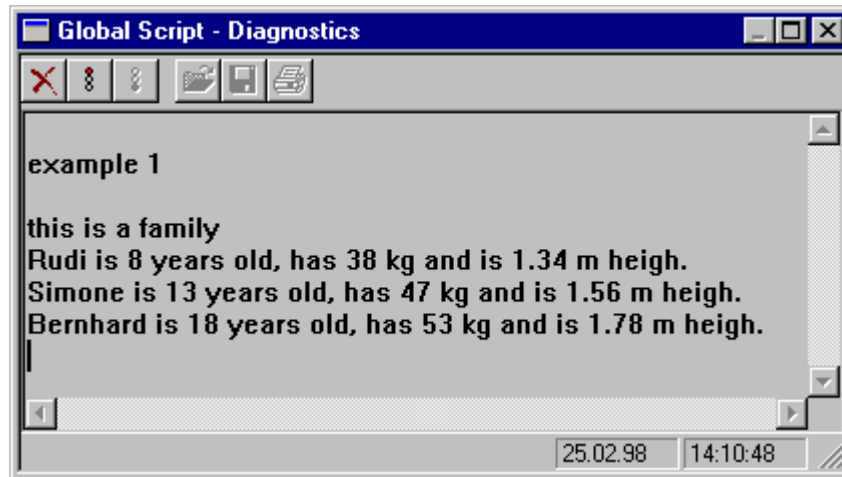 Global Script - Diagnostics
example 1
this is a family
Rudi is 8 years old, has 38 kg and is 1.34 m heigh.
Simone is 13 years old, has 47 kg and is 1.56 m heigh.
Bernhard is 18 years old, has 53 kg and is 1.78 m heigh.
25.02.98 14:10:48